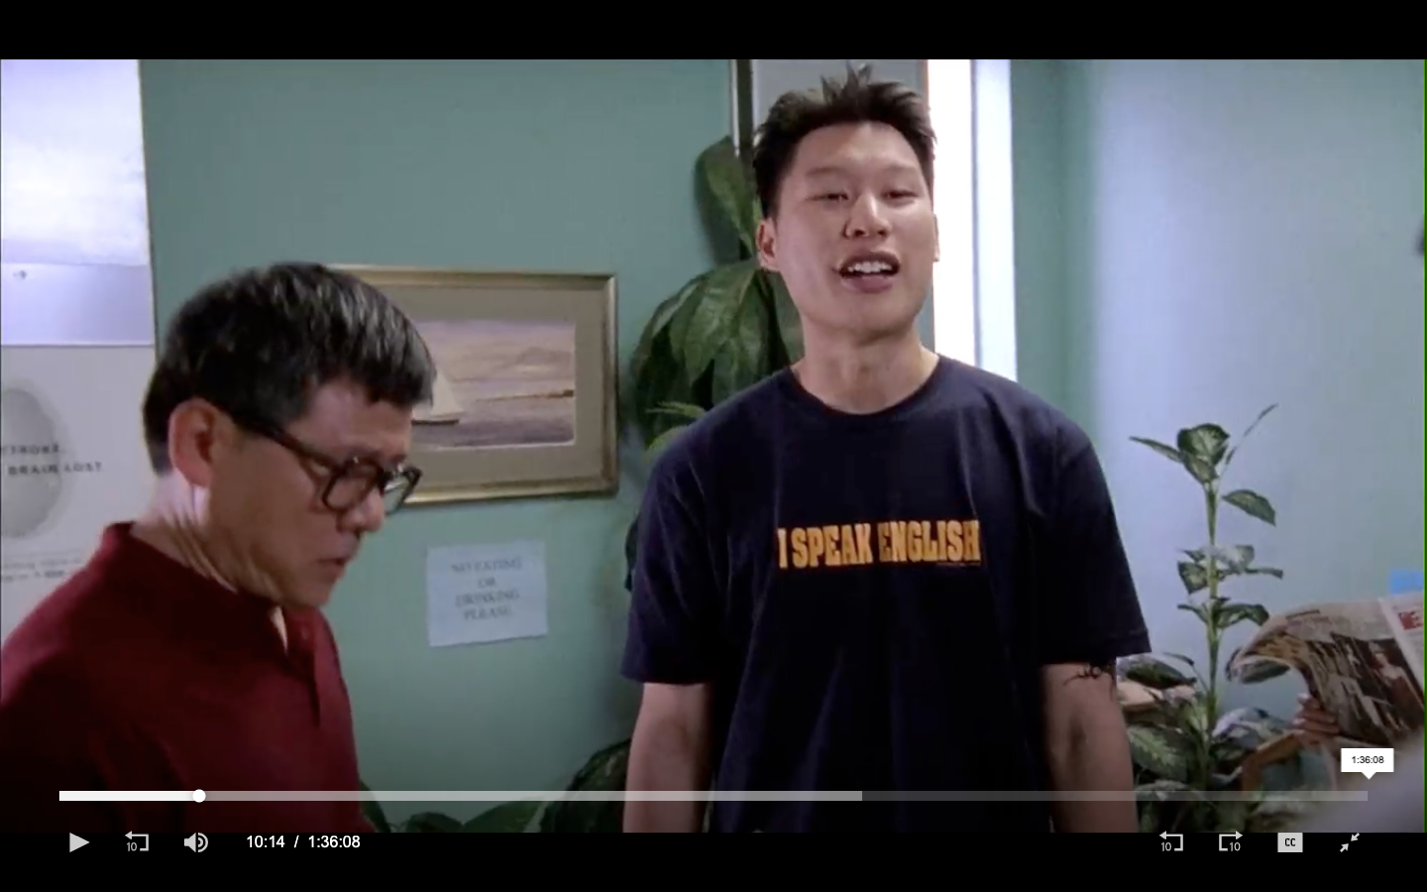 STROKE.
BRAIN LOST
I SPEAK ENGLISH
NO EATING
OR
DRINKING
PLEASE
1:36:08
10
10:14 / 1:36:08
10
10
CC